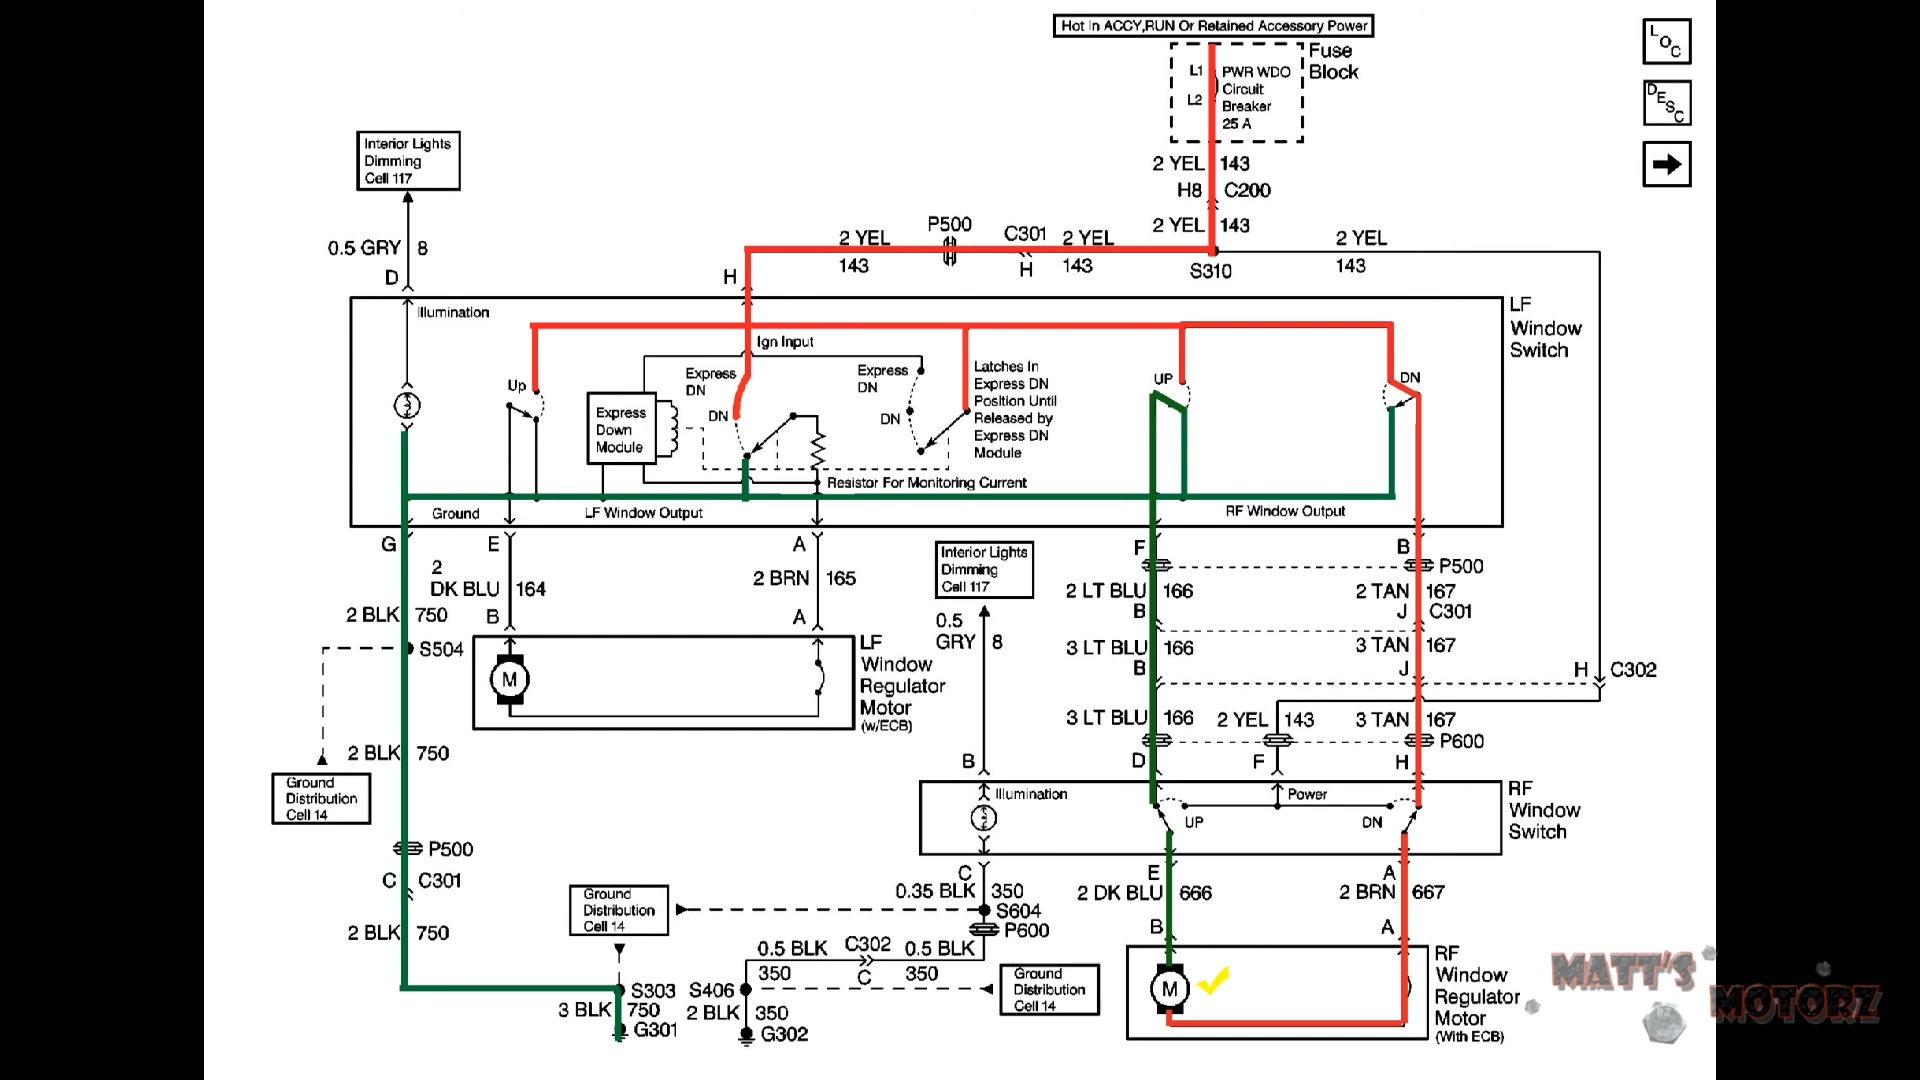 Hot In ACCY,RUN Or Retained Accessory Power
Fuse
Block
L1
L2
PWR WDO
Circuit
Breaker
25 A
LOC
DESC
2 YEL 143
H8 C200
2 YEL 143
S310
Interior Lights
Dimming
Cell 117
0.5 GRY 8
D
H
2 YEL
143
P500
C301
H
2 YEL
143
2 YEL
143
LF
Window
Switch
Illumination
Ign Input
Up
Express
Down
Module
Express
DN
DN
Express
DN
DN
Latches In
Express DN
Position Until
Released by
Express DN
Module
UP
DN
Resistor For Monitoring Current
Ground
LF Window Output
RF Window Output
G
E
A
F
B
P500
2
DK BLU 164
B
2 BRN 165
A
2 BLK 750
S504
Interior Lights
Dimming
Cell 117
0.5
GRY 8
2 LT BLU 166
B
2 TAN 167
J C301
3 LT BLU 166
B
3 TAN 167
J
H C302
3 LT BLU 166
2 YEL 143
3 TAN 167
P600
D
F
H
M
LF
Window
Regulator
Motor
(w/ECB)
2 BLK 750
Ground
Distribution
Cell 14
P500
C C301
2 BLK 750
B
Illumination
Power
UP
DN
RF
Window
Switch
C
E
A
0.35 BLK 350
S604
P600
2 DK BLU 666
B
2 BRN 667
A
Ground
Distribution
Cell 14
0.5 BLK
350
C302
C
0.5 BLK
350
S303
3 BLK 750
G301
S406
2 BLK 350
G302
Ground
Distribution
Cell 14
M
RF
Window
Regulator
Motor
(With ECB)
MATT'S
MOTORZ